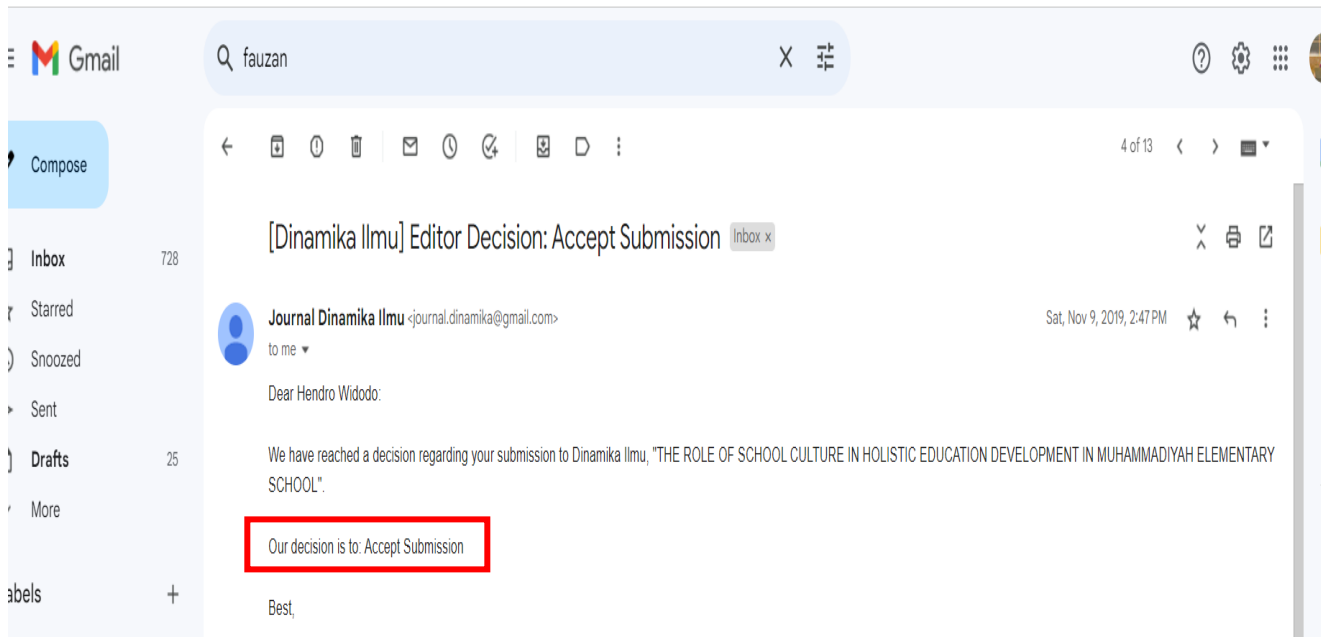 Gmail
fauzan
Compose
4 of 13
[Dinamika Ilmu] Editor Decision: Accept Submission Inbox x
Inbox 728
Starred
Journal Dinamika Ilmu <journal.dinamika@gmail.com> Sat, Nov 9, 2019, 2:47 PM
to me
Snoozed
Dear Hendro Widodo:
Sent
Drafts 25
We have reached a decision regarding your submission to Dinamika Ilmu, "THE ROLE OF SCHOOL CULTURE IN HOLISTIC EDUCATION DEVELOPMENT IN MUHAMMADIYAH ELEMENTARY
SCHOOL".
More
Our decision is to: Accept Submission
abels +
Best,